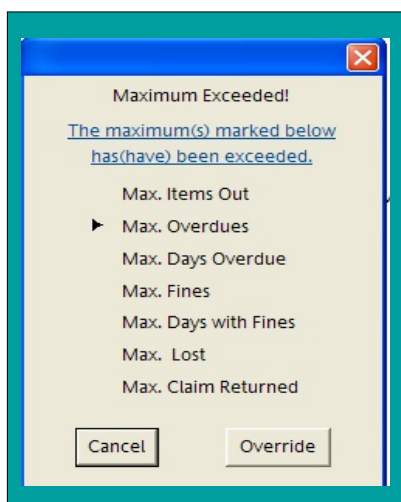 Maximum Exceeded!
The maximum(s) marked below
has(have) been exceeded.
Max. Items Out
Max. Overdues
Max. Days Overdue
Max. Fines
Max. Days with Fines
Max. Lost
Max. Claim Returned
Cancel Override